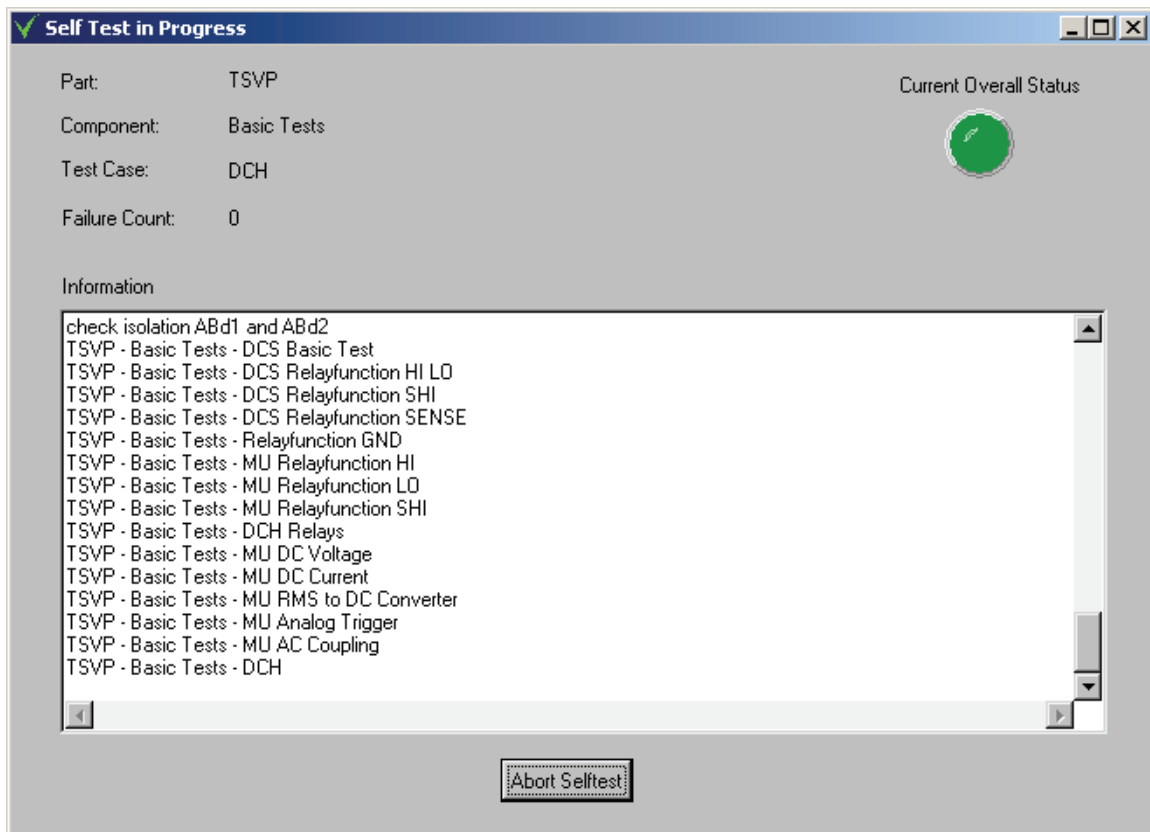 Self Test in Progress
Part: TSVP
Current Overall Status
Component: Basic Tests
Test Case: DCH
Failure Count: 0
Information
check isolation ABd1 and ABd2
TSVP - Basic Tests - DCS Basic Test
TSVP - Basic Tests - DCS Relayfunction HI LO
TSVP - Basic Tests - DCS Relayfunction SHI
TSVP - Basic Tests - DCS Relayfunction SENSE
TSVP - Basic Tests - Relayfunction GND
TSVP - Basic Tests - MU Relayfunction HI
TSVP - Basic Tests - MU Relayfunction LO
TSVP - Basic Tests - MU Relayfunction SHI
TSVP - Basic Tests - DCH Relays
TSVP - Basic Tests - MU DC Voltage
TSVP - Basic Tests - MU DC Current
TSVP - Basic Tests - MU RMS to DC Converter
TSVP - Basic Tests - MU Analog Trigger
TSVP - Basic Tests - MU AC Coupling
TSVP - Basic Tests - DCH
Abort Selftest